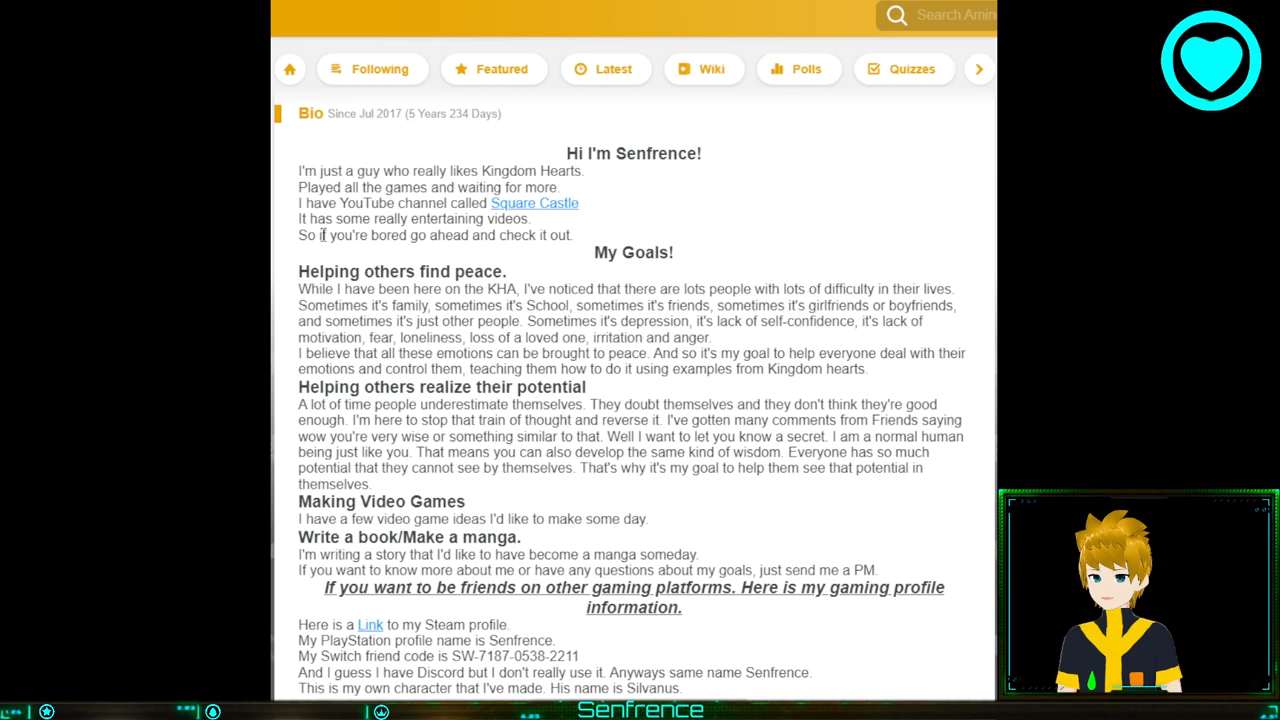 Search Amin
Following
Featured
Latest
Wiki
Polls
Quizzes
Bio Since Jul 2017 (5 Years 234 Days)
Hi I'm Senfrence!
I'm just a guy who really likes Kingdom Hearts.
Played all the games and waiting for more.
I have YouTube channel called Square Castle
It has some really entertaining videos.
So if you're bored go ahead and check it out.
My Goals!
Helping others find peace.
While I have been here on the KHA, I've noticed that there are lots people with lots of difficulty in their lives.
Sometimes it's family, sometimes it's School, sometimes it's friends, sometimes it's girlfriends or boyfriends,
and sometimes it's just other people. Sometimes it's depression, it's lack of self-confidence, it's lack of
motivation, fear, loneliness, loss of a loved one, irritation and anger.
I believe that all these emotions can be brought to peace. And so it's my goal to help everyone deal with their
emotions and control them, teaching them how to do it using examples from Kingdom hearts.
Helping others realize their potential
A lot of time people underestimate themselves. They doubt themselves and they don't think they're good
enough. I'm here to stop that train of thought and reverse it. I've gotten many comments from Friends saying
wow you're very wise or something similar to that. Well I want to let you know a secret. I am a normal human
being just like you. That means you can also develop the same kind of wisdom. Everyone has so much
potential that they cannot see by themselves. That's why it's my goal to help them see that potential in
themselves.
Making Video Games
I have a few video game ideas I'd like to make some day.
Write a book/Make a manga.
I'm writing a story that I'd like to have become a manga someday.
If you want to know more about me or have any questions about my goals, just send me a PM.
If you want to be friends on other gaming platforms. Here is my gaming profile
information.
Here is a Link to my Steam profile.
My PlayStation profile name is Senfrence.
My Switch friend code is SW-7187-0538-2211
And I guess I have Discord but I don't really use it. Anyways same name Senfrence.
This is my own character that I've made. His name is Silvanus.
Senfrence